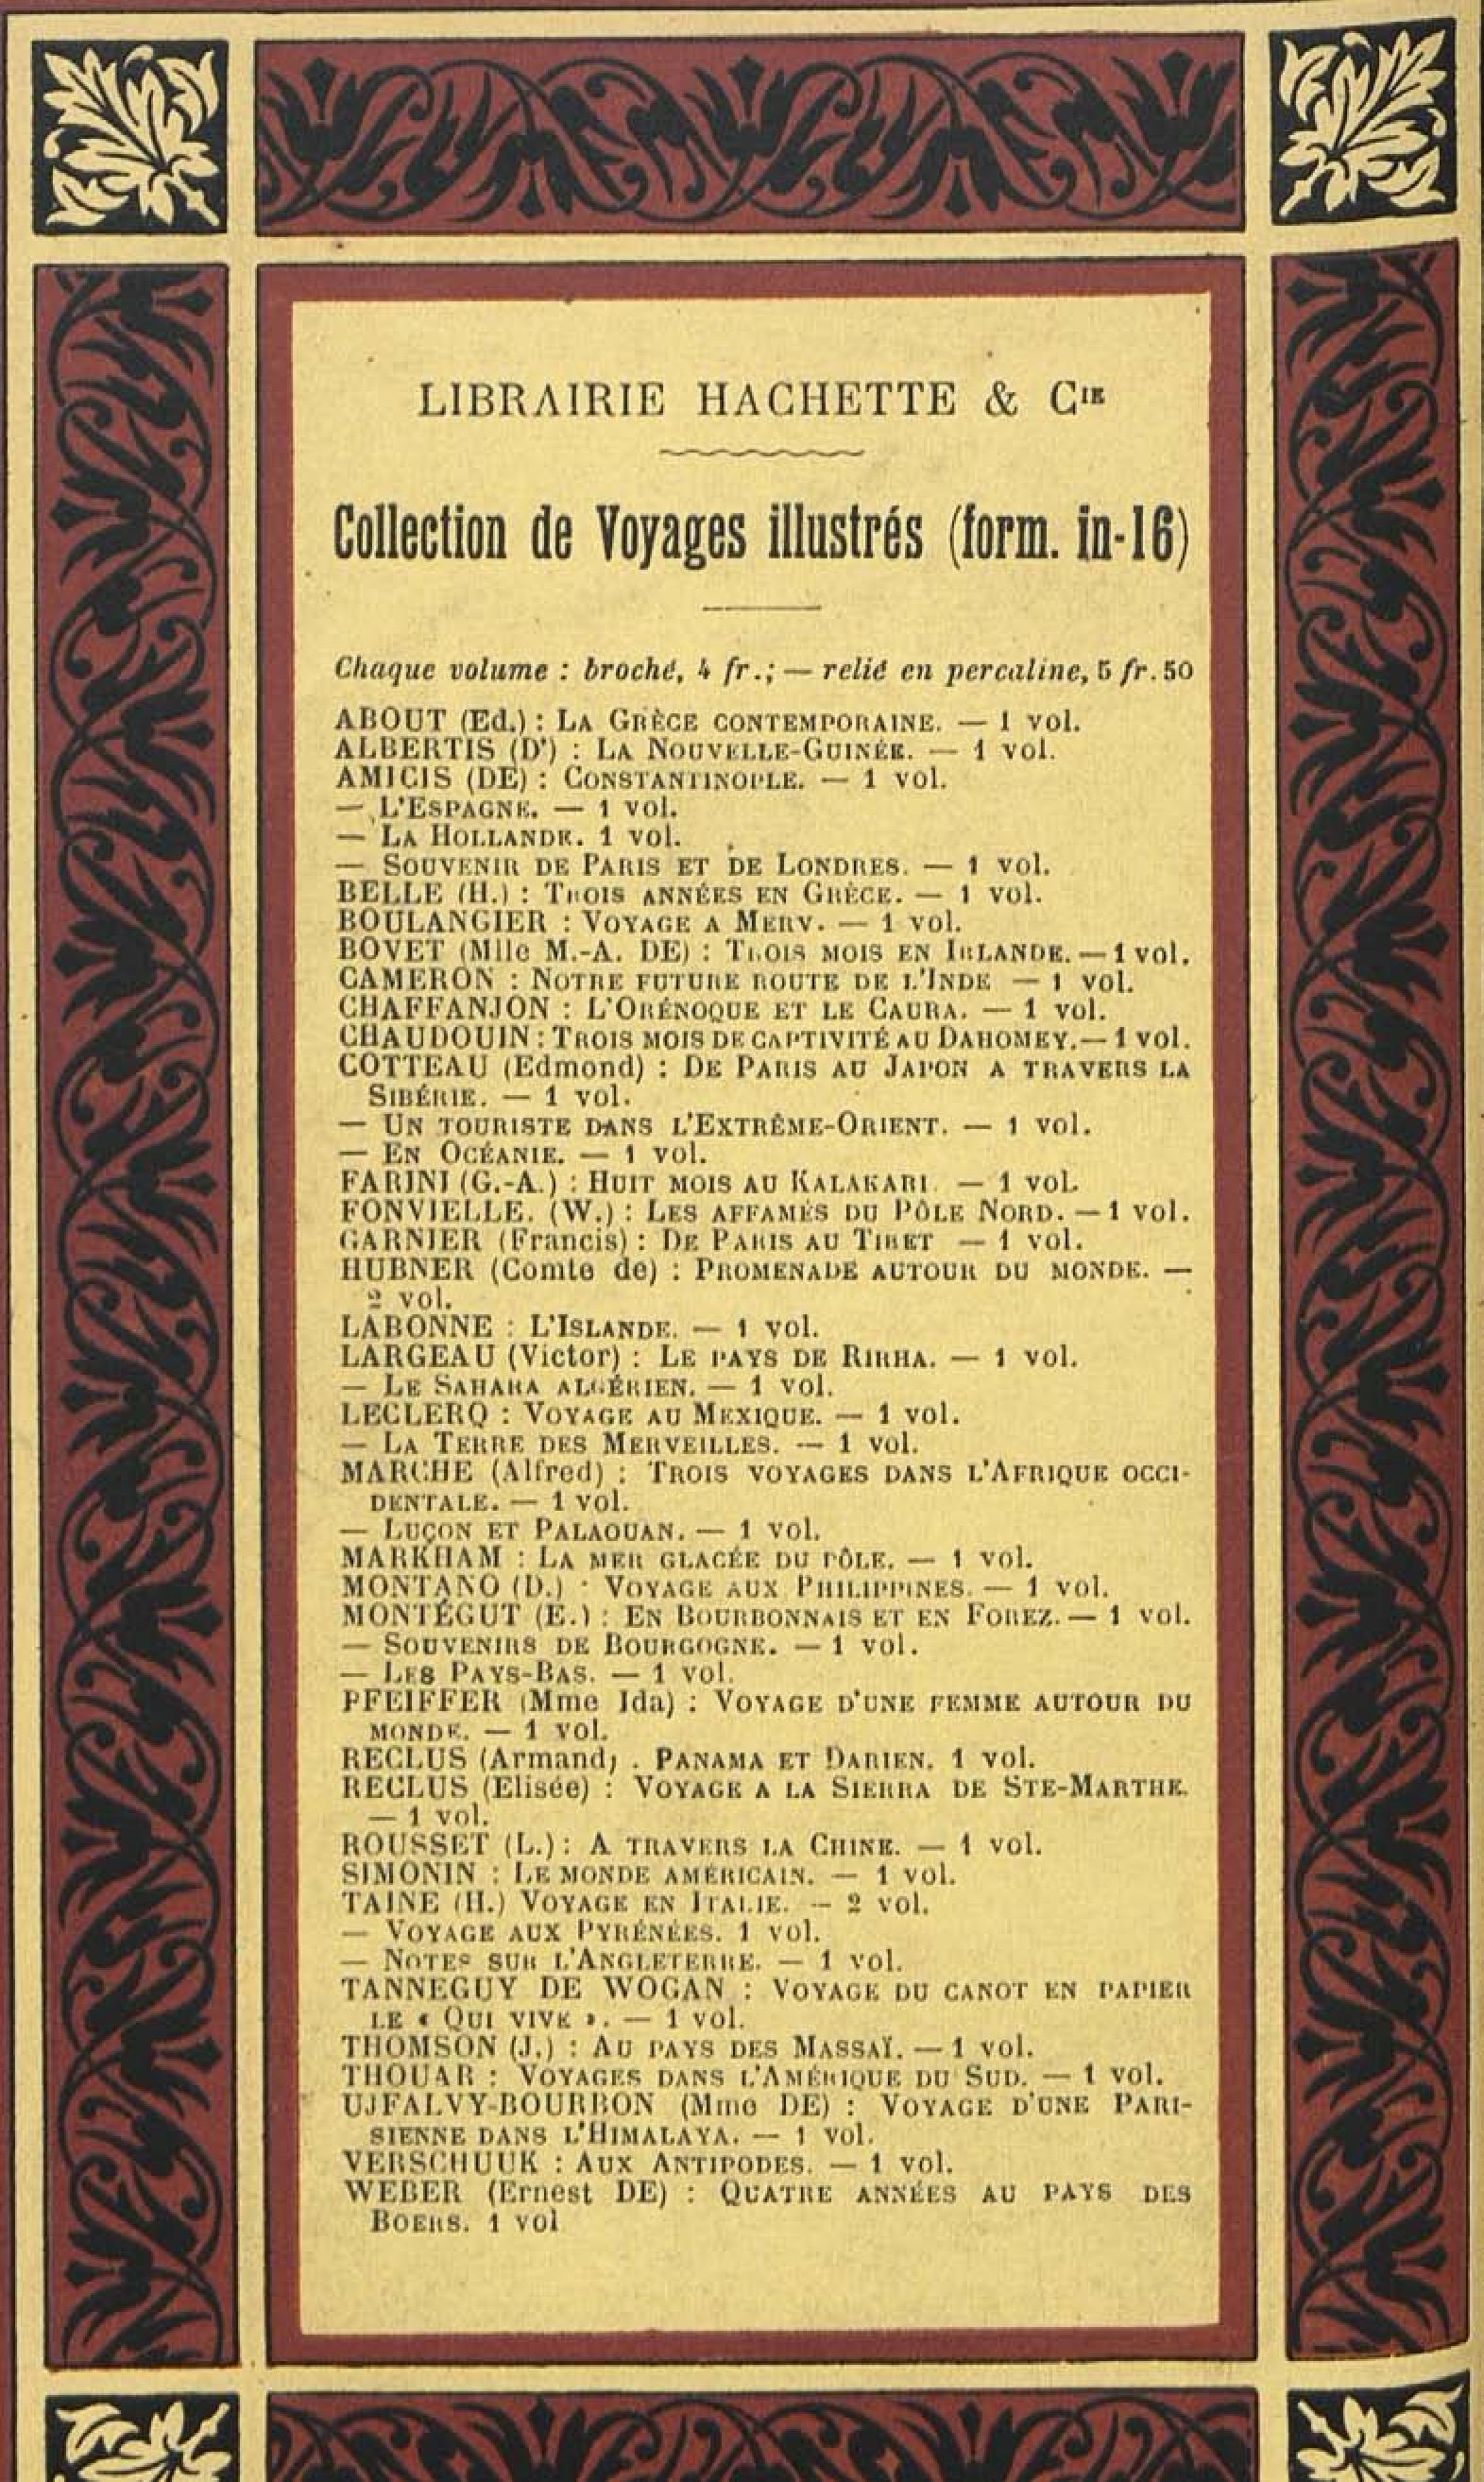 LIBRAIRIE HACHETTE & Cie
Collection de Voyages illustrés (form. in-16)
Chaque volume : broché, 4 fr.; — relié en percaline, 5 fr. 50
ABOUT (Ed.) : LA GRÈCE CONTEMPORAINE. — 1 vol.
ALBERTIS (D') : LA NOUVELLE-GUINÉE. — 1 vol.
AMICIS (DE) : CONSTANTINOPLE. — 1 vol.
— L'ESPAGNE. — 1 vol.
— LA HOLLANDE. 1 vol.
— SOUVENIR DE PARIS ET DE LONDRES. — 1 vol.
BELLE (H.) : TROIS ANNÉES EN GRÈCE. — 1 vol.
BOULANGIER : VOYAGE A MERV. — 1 vol.
BOVET (Mlle M.-A. DE) : TROIS MOIS EN IRLANDE. — 1 vol.
CAMERON : NOTRE FUTURE ROUTE DE L'INDE — 1 vol.
CHAFFANJON : L'ORÉNOQUE ET LE CAURA. — 1 vol.
CHAUDOUIN : TROIS MOIS DE CAPTIVITÉ AU DAHOMEY. — 1 vol.
COTTEAU (Edmond) : DE PARIS AU JAPON A TRAVERS LA
SIBÉRIE. — 1 vol.
— UN TOURISTE DANS L'EXTRÊME-ORIENT. — 1 vol.
— EN OCÉANIE. — 1 vol.
FARINI (G.-A.) : HUIT MOIS AU KALAKARI. — 1 vol.
FONVIELLE. (W.) : LES AFFAMÉS DU PÔLE NORD. — 1 vol.
GARNIER (Francis) : DE PARIS AU TIBET — 1 vol.
HUBNER (Comte de) : PROMENADE AUTOUR DU MONDE. —
2 vol.
LABONNE : L'ISLANDE. — 1 vol.
LARGEAU (Victor) : LE PAYS DE RIRHA. — 1 vol.
— LE SAHARA ALGÉRIEN. — 1 vol.
LECLERQ : VOYAGE AU MEXIQUE. — 1 vol.
— LA TERRE DES MERVEILLES. — 1 vol.
MARCHE (Alfred) : TROIS VOYAGES DANS L'AFRIQUE OCCI-
DENTALE. — 1 vol.
— LUÇON ET PALAOUAN. — 1 vol.
MARKHAM : LA MER GLACÉE DU PÔLE. — 1 vol.
MONTANO (D.) : VOYAGE AUX PHILIPPINES. — 1 vol.
MONTÉGUT (E.) : EN BOURBONNAIS ET EN FOREZ. — 1 vol.
— SOUVENIRS DE BOURGOGNE. — 1 vol.
— LES PAYS-BAS. — 1 vol.
PFEIFFER (Mme Ida) : VOYAGE D'UNE FEMME AUTOUR DU
MONDE. — 1 vol.
RECLUS (Armand) . PANAMA ET DARIEN. 1 vol.
RECLUS (Elisée) : VOYAGE A LA SIERRA DE STE-MARTHE.
— 1 vol.
ROUSSET (L.) : A TRAVERS LA CHINE. — 1 vol.
SIMONIN : LE MONDE AMÉRICAIN. — 1 vol.
TAINE (H.) VOYAGE EN ITALIE. — 2 vol.
— VOYAGE AUX PYRÉNÉES. 1 vol.
— NOTES SUR L'ANGLETERRE. — 1 vol.
TANNEGUY DE WOGAN : VOYAGE DU CANOT EN PAPIER
LE « QUI VIVE ». — 1 vol.
THOMSON (J.) : AU PAYS DES MASSAÏ. — 1 vol.
THOUAR : VOYAGES DANS L'AMÉRIQUE DU SUD. — 1 vol.
UJFALVY-BOURBON (Mme DE) : VOYAGE D'UNE PARI-
SIENNE DANS L'HIMALAYA. — 1 vol.
VERSCHUUK : AUX ANTIPODES. — 1 vol.
WEBER (Ernest DE) : QUATRE ANNÉES AU PAYS DES
BOERS. 1 vol